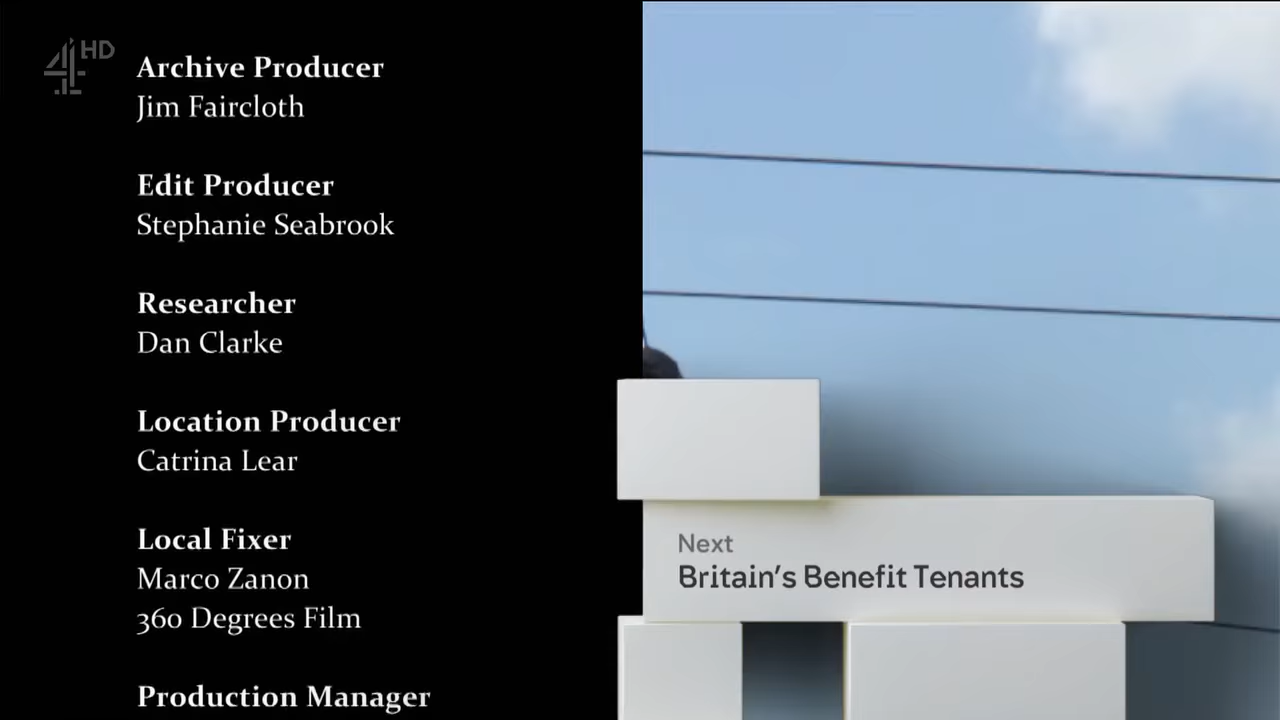 4 HD
Archive Producer
Jim Faircloth
Edit Producer
Stephanie Seabrook
Researcher
Dan Clarke
Location Producer
Catrina Lear
Local Fixer
Marco Zanon
360 Degrees Film
Production Manager
Next
Britain's Benefit Tenants